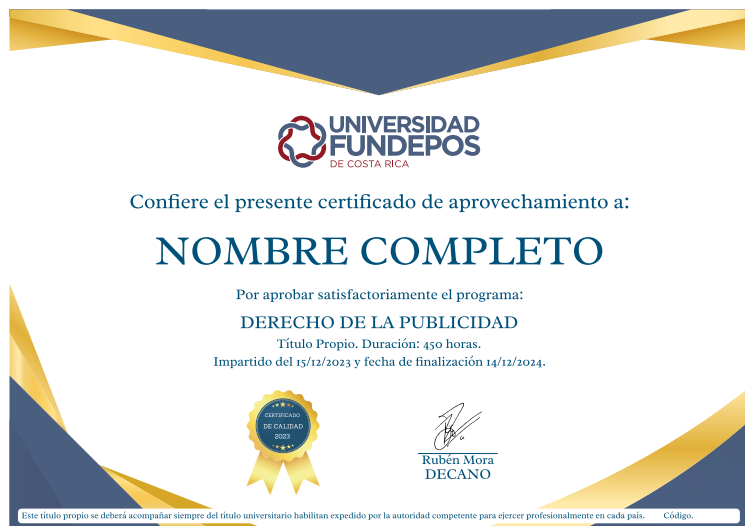 UNIVERSIDAD
FUNDEPOS
DE COSTA RICA
Confiere el presente certificado de aprovechamiento a:
NOMBRE COMPLETO
Por aprobar satisfactoriamente el programa:
DERECHO DE LA PUBLICIDAD
Título Propio. Duración: 450 horas.
Impartido del 15/12/2023 y fecha de finalización 14/12/2024.
CERTIFICADO
DE CALIDAD
2023
Rubén Mora
DECANO
Este título propio se deberá acompañar siempre del título universitario habilitan expedido por la autoridad competente para ejercer profesionalmente en cada país. Código.